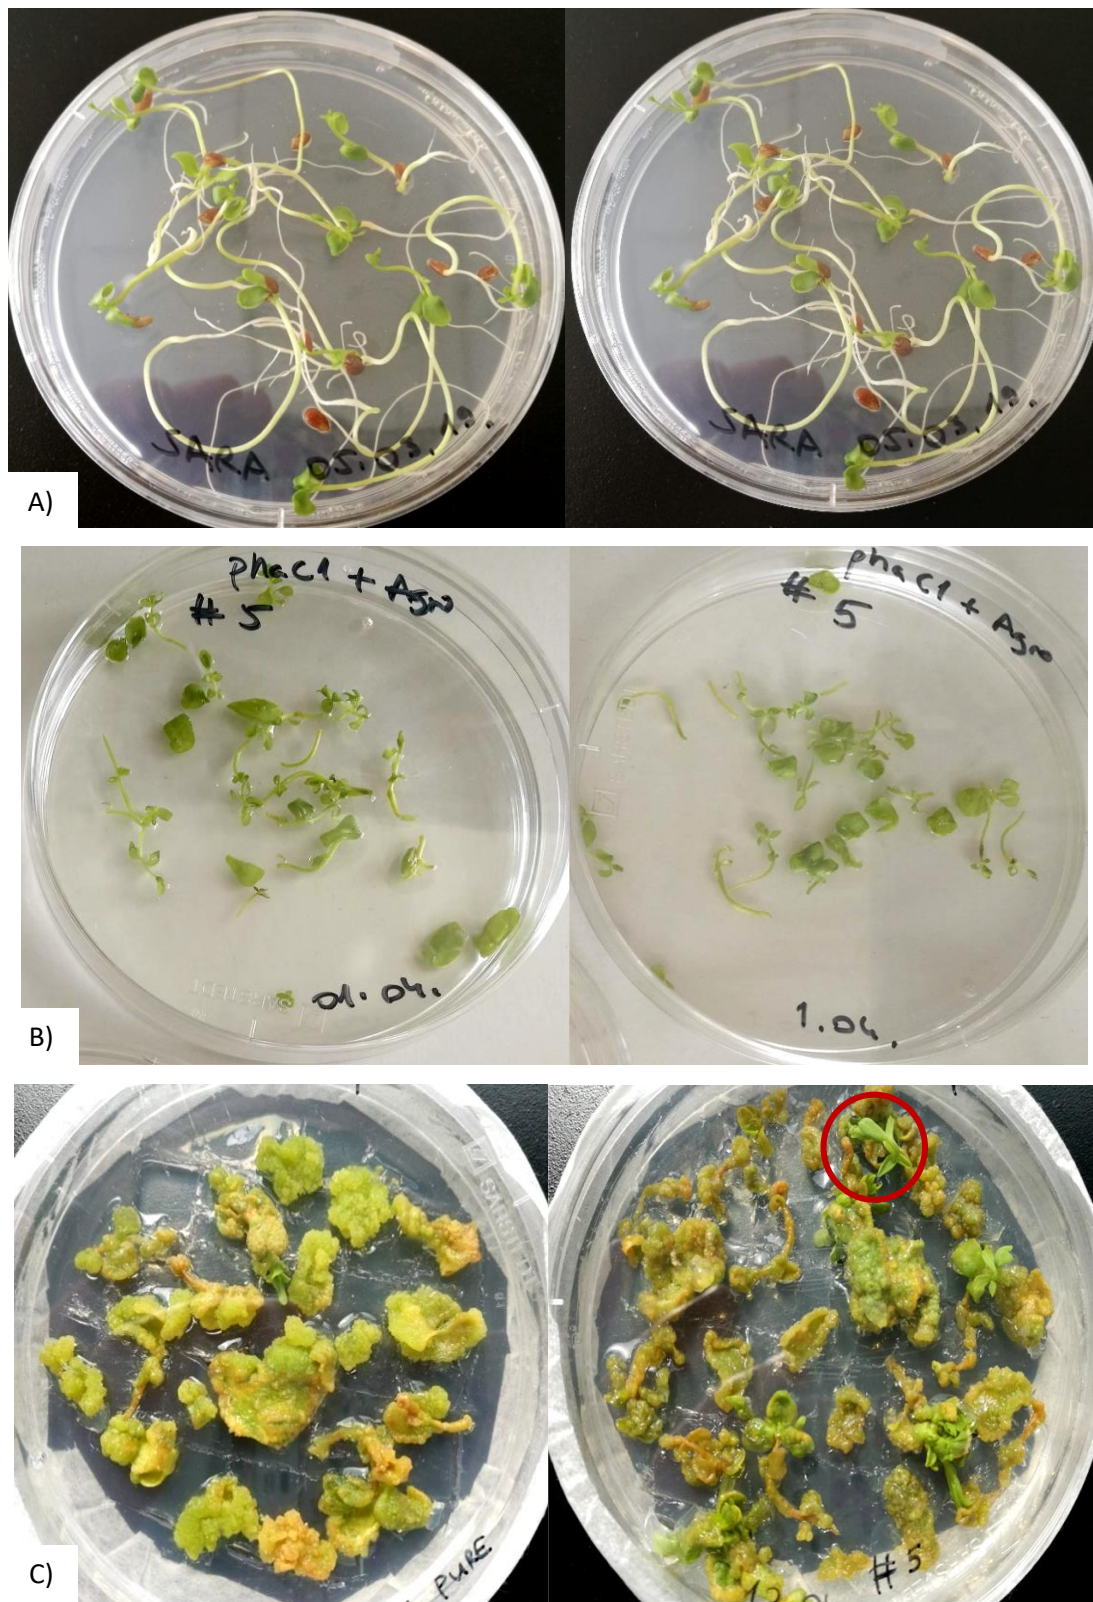 SARA 05.03.19.
SARA 05.03.19.
A)
phaC1 + Agro
# 5
01.04.
phaC1 + Agro
# 5
1.04.
B)
SARSTEDT
PURE
# 5
C)